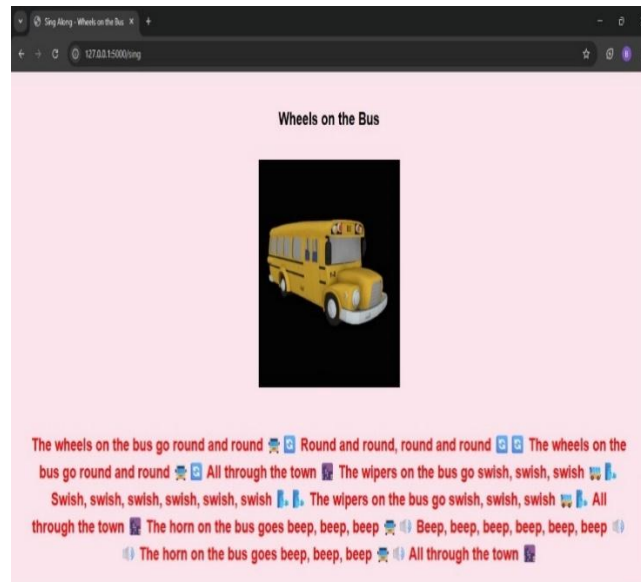 Sing Along - Wheels on the Bus
127.0.0.1:5000/sing
Wheels on the Bus
The wheels on the bus go round and round 🚖 🔄 Round and round, round and round 🔄 🔄 The wheels on the
bus go round and round 🚖 🔄 All through the town 🌆 The wipers on the bus go swish, swish, swish
Swish, swish, swish, swish, swish, swish The wipers on the bus go swish, swish, swish All
through the town 🌆 The horn on the bus goes beep, beep, beep 🚖 🔊 Beep, beep, beep, beep, beep, beep 🔊
🔊 The horn on the bus goes beep, beep, beep 🚖 🔊 All through the town 🌆